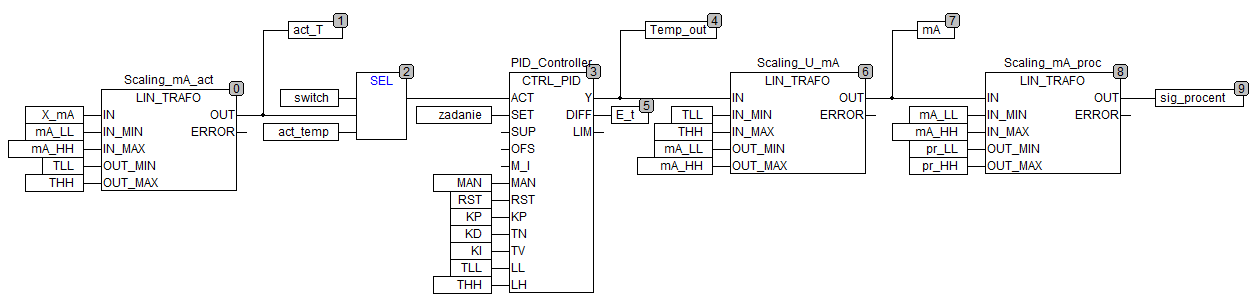 Scaling_mA_act
0
LIN_TRAFO
X_mA IN OUT
mA_LL IN_MIN ERROR
mA_HH IN_MAX
TLL OUT_MIN
THH OUT_MAX
act_T 1
2
SEL
switch
act_temp
PID_Controller
3
CTRL_PID
ACT Y
zadanie SET DIFF
SUP LIM
OFS
M_I
MAN MAN
RST RST
KP KP
KD TN
KI TV
TLL LL
THH LH
Temp_out 4
E_t 5
Scaling_U_mA
6
LIN_TRAFO
IN OUT
TLL IN_MIN ERROR
THH IN_MAX
mA_LL OUT_MIN
mA_HH OUT_MAX
mA 7
Scaling_mA_proc
8
LIN_TRAFO
IN OUT
mA_LL IN_MIN ERROR
mA_HH IN_MAX
pr_LL OUT_MIN
pr_HH OUT_MAX
sig_procent 9